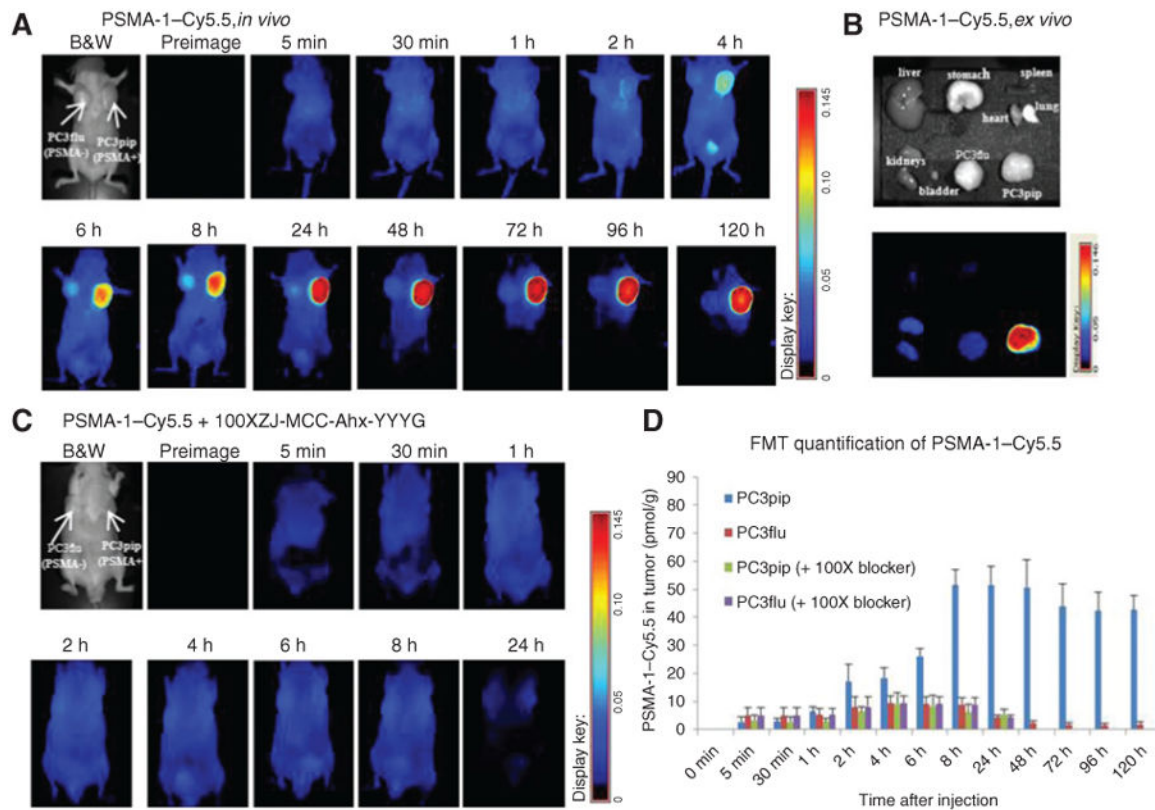 A
PSMA-1–Cy5.5, in vivo
B&W Preimage 5 min 30 min 1 h 2 h 4 h
PC3flu
(PSMA-)
PC3pip
(PSMA+)
6 h 8 h 24 h 48 h 72 h 96 h 120 h
Display key:
0.145
0.10
0.05
0
B
PSMA-1–Cy5.5, ex vivo
liver stomach spleen
heart lung
kidneys PC3flu
bladder PC3pip
Display key:
0.146
0.10
0.05
0
C
PSMA-1–Cy5.5 + 100XZJ-MCC-Ahx-YYYG
B&W Preimage 5 min 30 min 1 h
PC3flu
(PSMA-)
PC3pip
(PSMA+
2 h 4 h 6 h 8 h 24 h
Display key:
0.145
0.10
0.05
0
D
FMT quantification of PSMA-1–Cy5.5
PSMA-1–Cy5.5 in tumor (pmol/g)
90
80
70
60
50
40
30
20
10
0
PC3pip
PC3flu
PC3pip (+ 100X blocker)
PC3flu (+ 100X blocker)
0 min 5 min 30 min 1 h 2 h 4 h 6 h 8 h 24 h 48 h 72 h 96 h 120 h
Time after injection